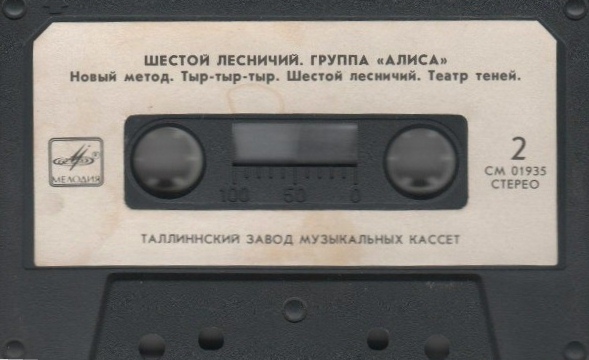 ШЕСТОЙ ЛЕСНИЧИЙ. ГРУППА «АЛИСА»
Новый метод. Тыр-тыр-тыр. Шестой лесничий. Театр теней.
МЕЛОДИЯ
®
2
СМ 01935
СТЕРЕО
100 50 0
ТАЛЛИННСКИЙ ЗАВОД МУЗЫКАЛЬНЫХ КАССЕТ